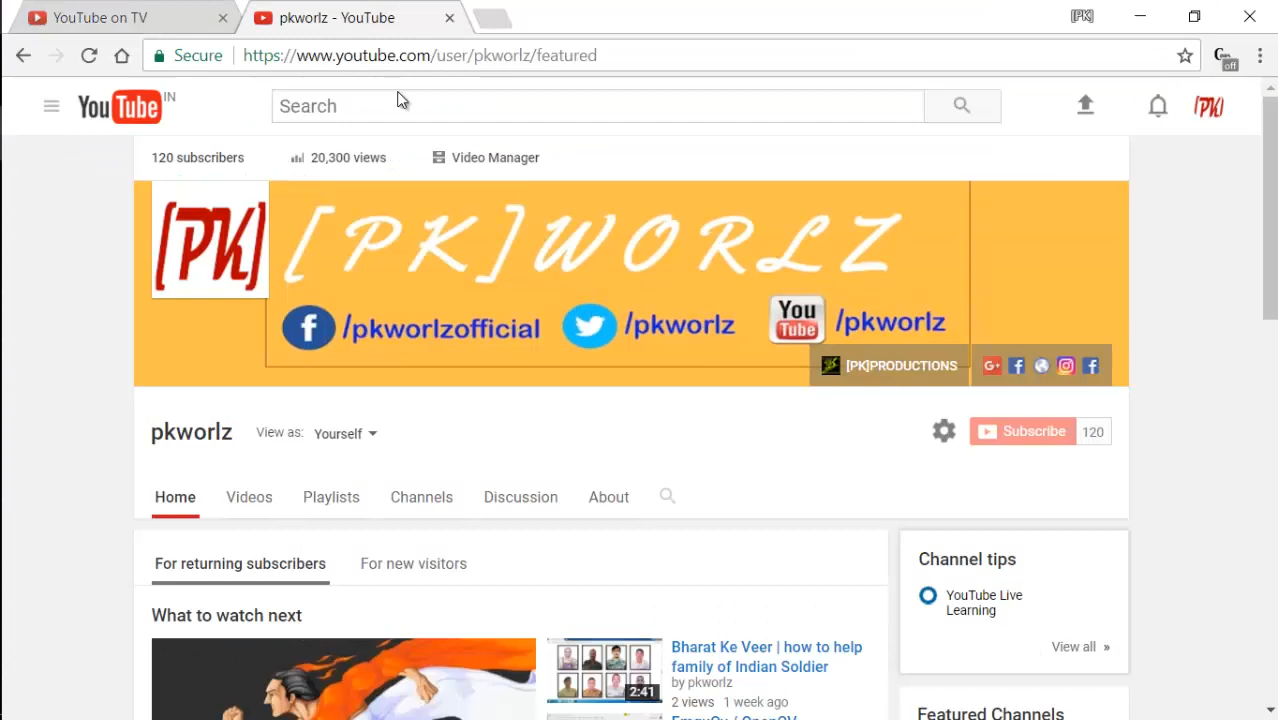 YouTube on TV
pkworlz - YouTube
[PK]
Secure
https://www.youtube.com/user/pkworlz/featured
off
YouTube IN
Search
[PK]
120 subscribers
20,300 views
Video Manager
[PK]
[PK]WORLZ
f /pkworlzofficial
/pkworlz
You Tube /pkworlz
[PK]PRODUCTIONS
G+ f f
pkworlz
View as: Yourself
Subscribe 120
Home Videos Playlists Channels Discussion About
For returning subscribers
For new visitors
Channel tips
YouTube Live
Learning
View all »
What to watch next
2:41
Bharat Ke Veer | how to help
family of Indian Soldier
by pkworlz
2 views 1 week ago
Featured Channels